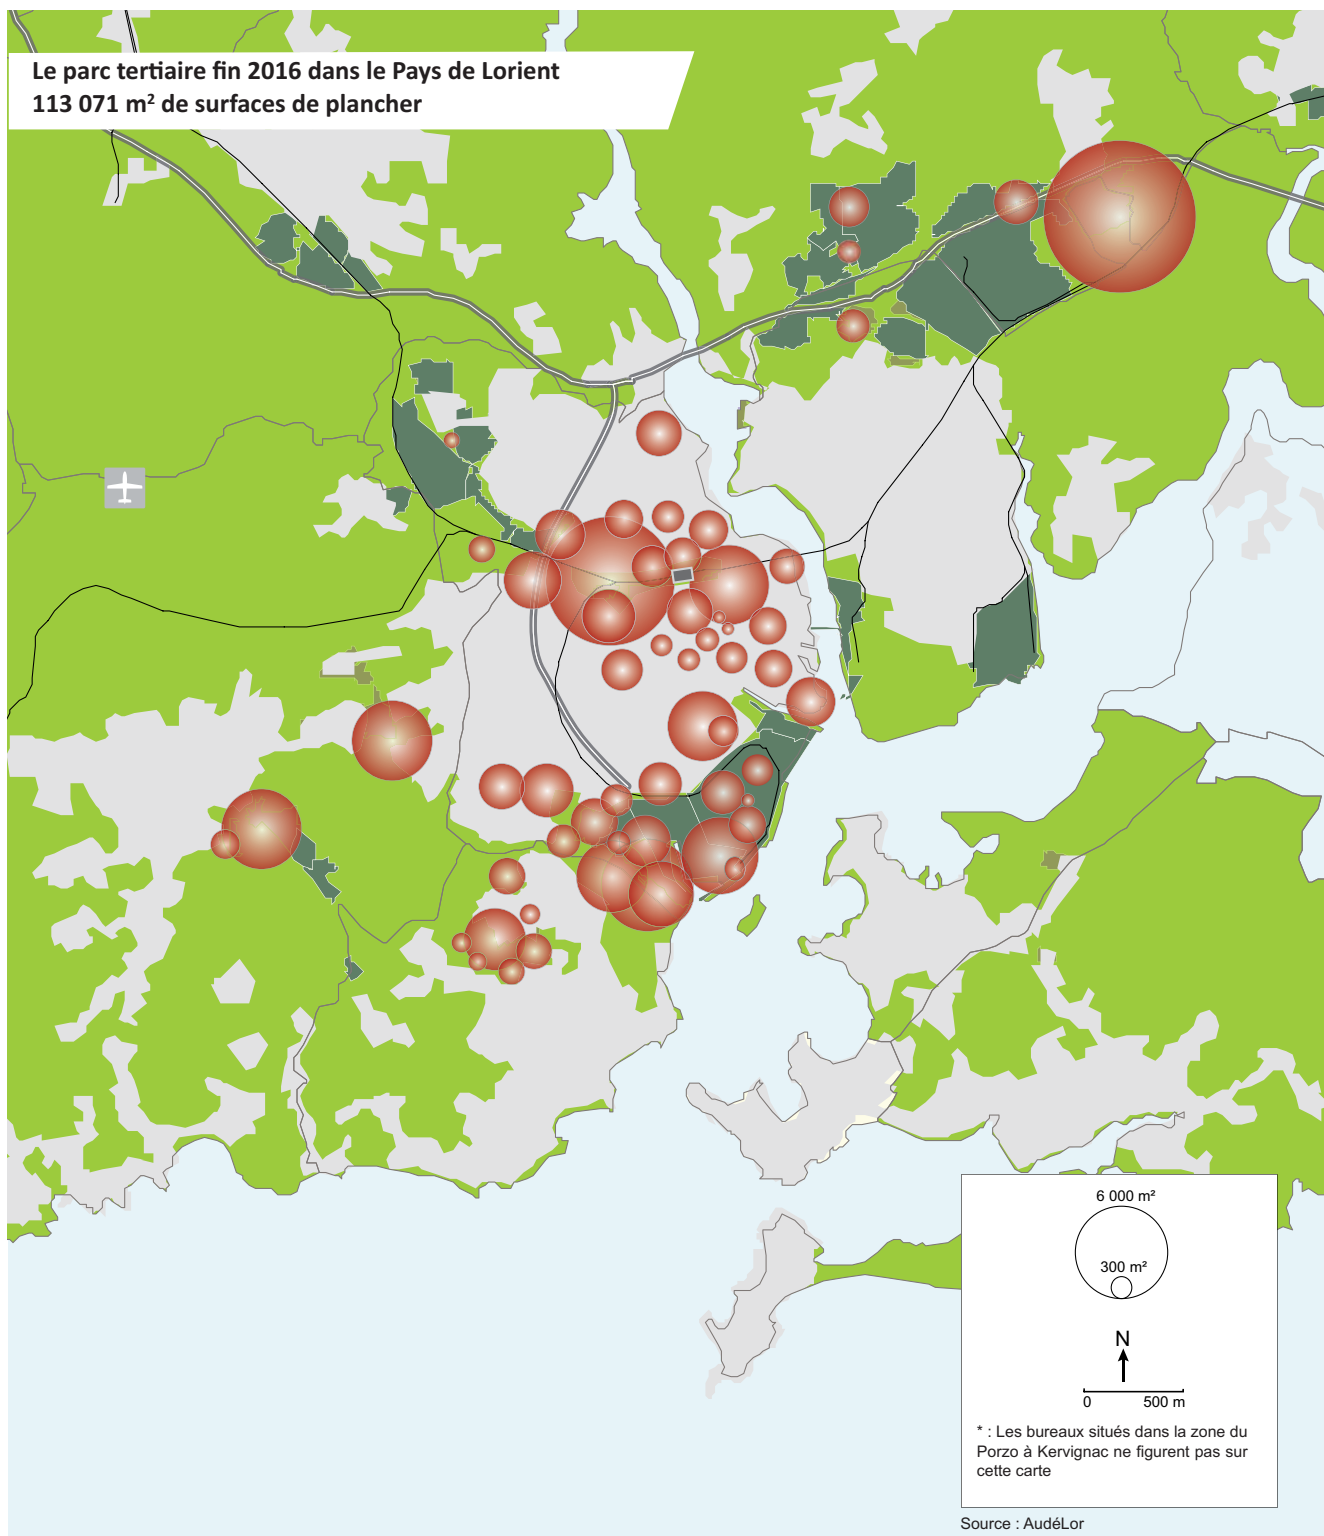 Le parc tertiaire fin 2016 dans le Pays de Lorient
113 071 m² de surfaces de plancher
6 000 m²
300 m²
N
0 500 m
* : Les bureaux situés dans la zone du
Porzo à Kervignac ne figurent pas sur
cette carte
Source : AudéLor